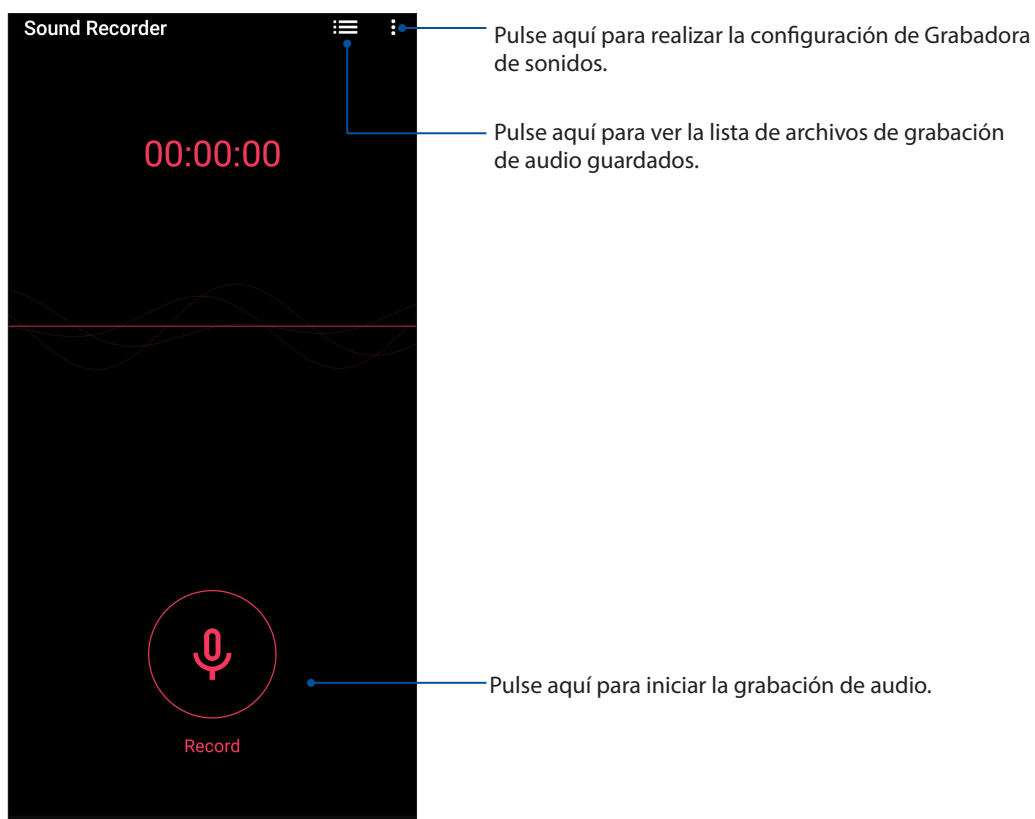 Sound Recorder
Pulse aquí para realizar la configuración de Grabadora
de sonidos.
Pulse aquí para ver la lista de archivos de grabación
de audio guardados.
00:00:00
Pulse aquí para iniciar la grabación de audio.
Record